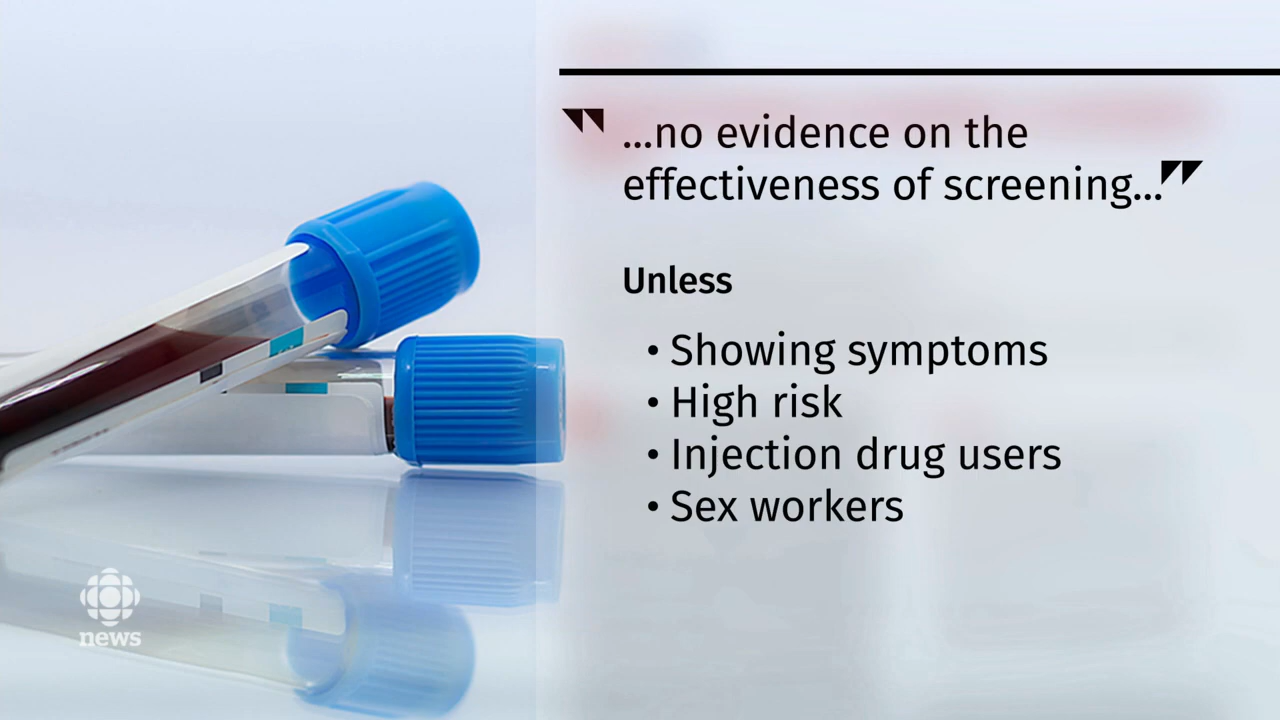 "...no evidence on the
effectiveness of screening..."
Unless
• Showing symptoms
• High risk
• Injection drug users
• Sex workers
news